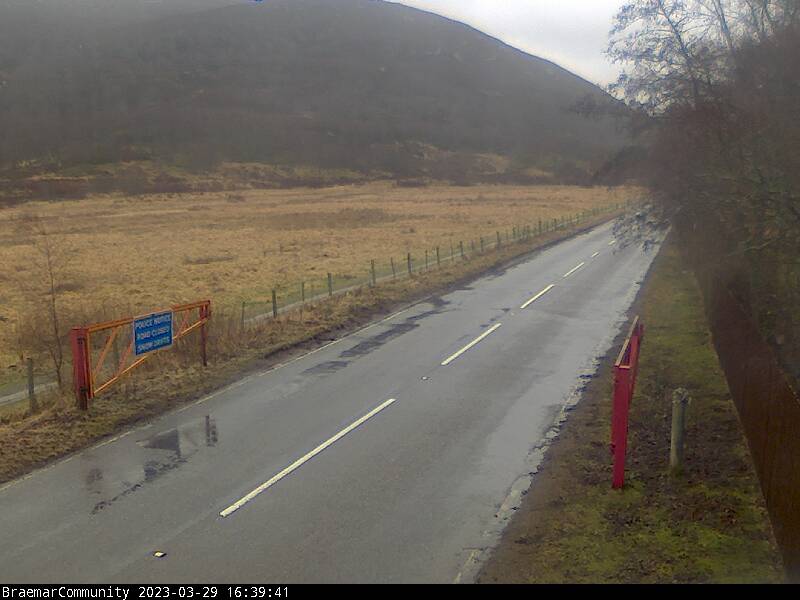 POLICE NOTICE
ROAD CLOSED
SNOW DRIFTS
BraemarCommunity 2023-03-29 16:39:41